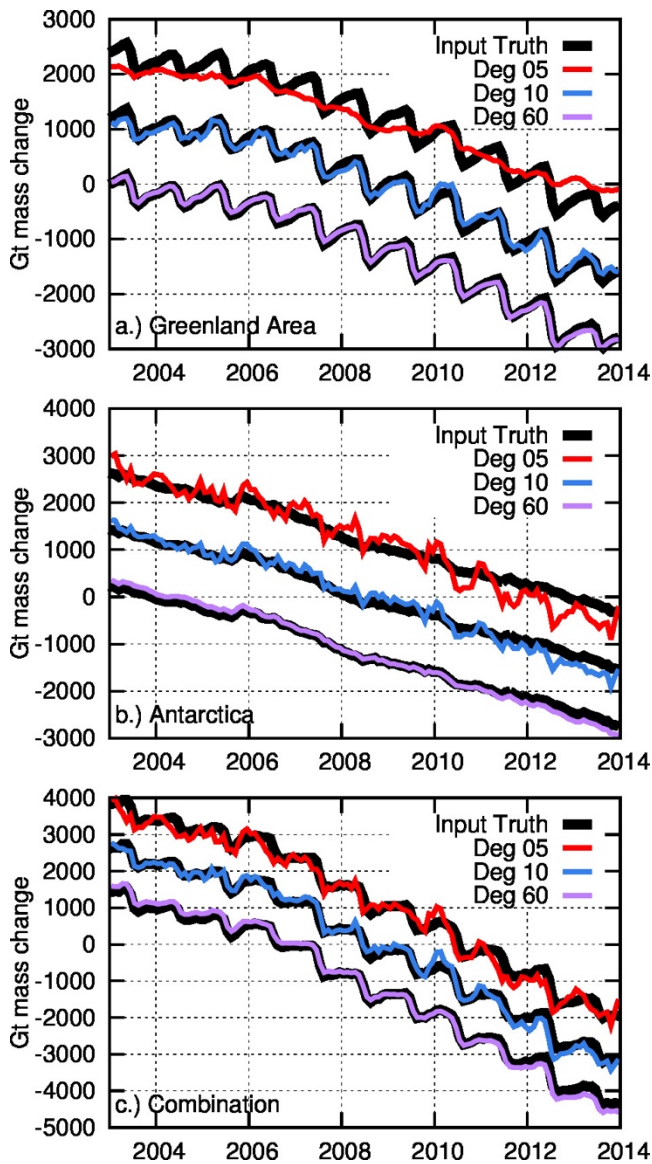 3000
Input Truth
Deg 05
Deg 10
Deg 60
2000
1000
0
-1000
-2000
-3000
Gt mass change
a.) Greenland Area
2004 2006 2008 2010 2012 2014
4000
Input Truth
Deg 05
Deg 10
Deg 60
3000
2000
1000
0
-1000
-2000
-3000
Gt mass change
b.) Antarctica
2004 2006 2008 2010 2012 2014
4000
Input Truth
Deg 05
Deg 10
Deg 60
3000
2000
1000
0
-1000
-2000
-3000
-4000
-5000
Gt mass change
c.) Combination
2004 2006 2008 2010 2012 2014